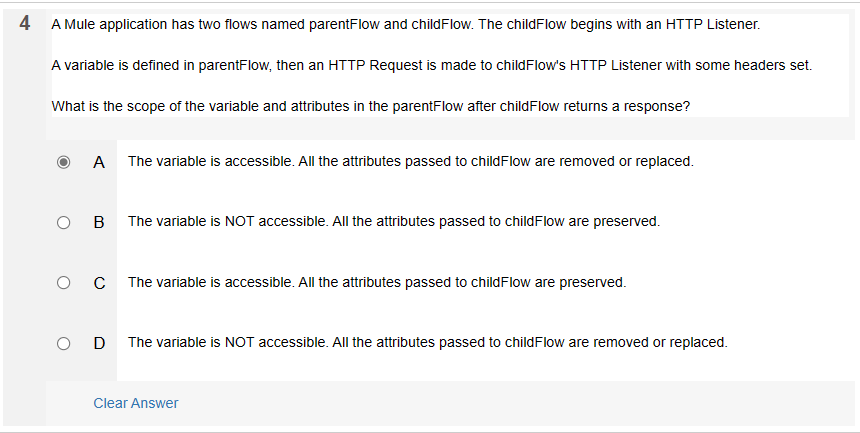 4 A Mule application has two flows named parentFlow and childFlow. The childFlow begins with an HTTP Listener.
A variable is defined in parentFlow, then an HTTP Request is made to childFlow's HTTP Listener with some headers set.
What is the scope of the variable and attributes in the parentFlow after childFlow returns a response?
A The variable is accessible. All the attributes passed to childFlow are removed or replaced.
B The variable is NOT accessible. All the attributes passed to childFlow are preserved.
C The variable is accessible. All the attributes passed to childFlow are preserved.
D The variable is NOT accessible. All the attributes passed to childFlow are removed or replaced.
Clear Answer